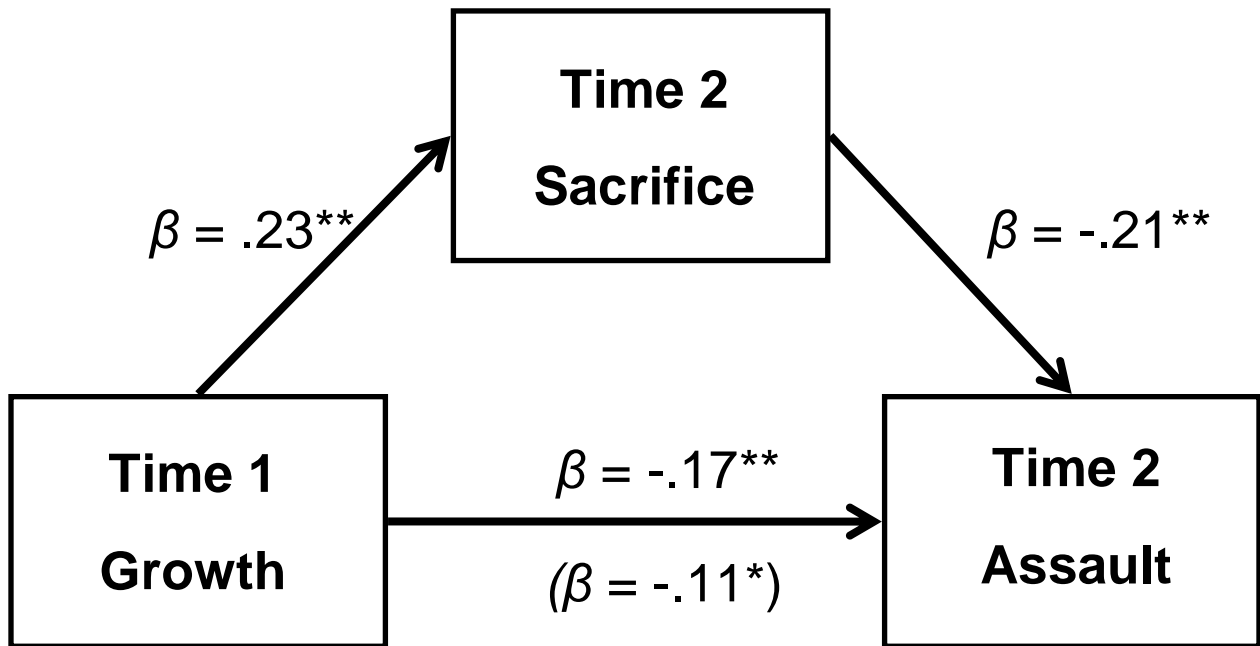 Time 2
Sacrifice
β = .23**
β = -.21**
Time 1
Growth
β = -.17**
(β = -.11*)
Time 2
Assault